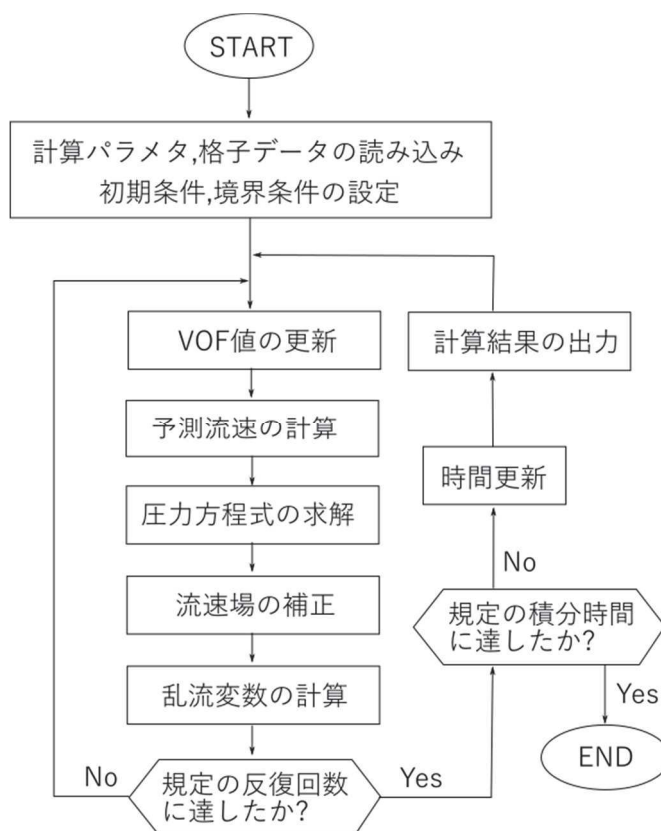 START
計算パラメタ,格子データの読み込み
初期条件,境界条件の設定
VOF値の更新
予測流速の計算
圧力方程式の求解
流速場の補正
乱流変数の計算
規定の反復回数
に達したか?
No
Yes
計算結果の出力
時間更新
No
規定の積分時間
に達したか?
Yes
END